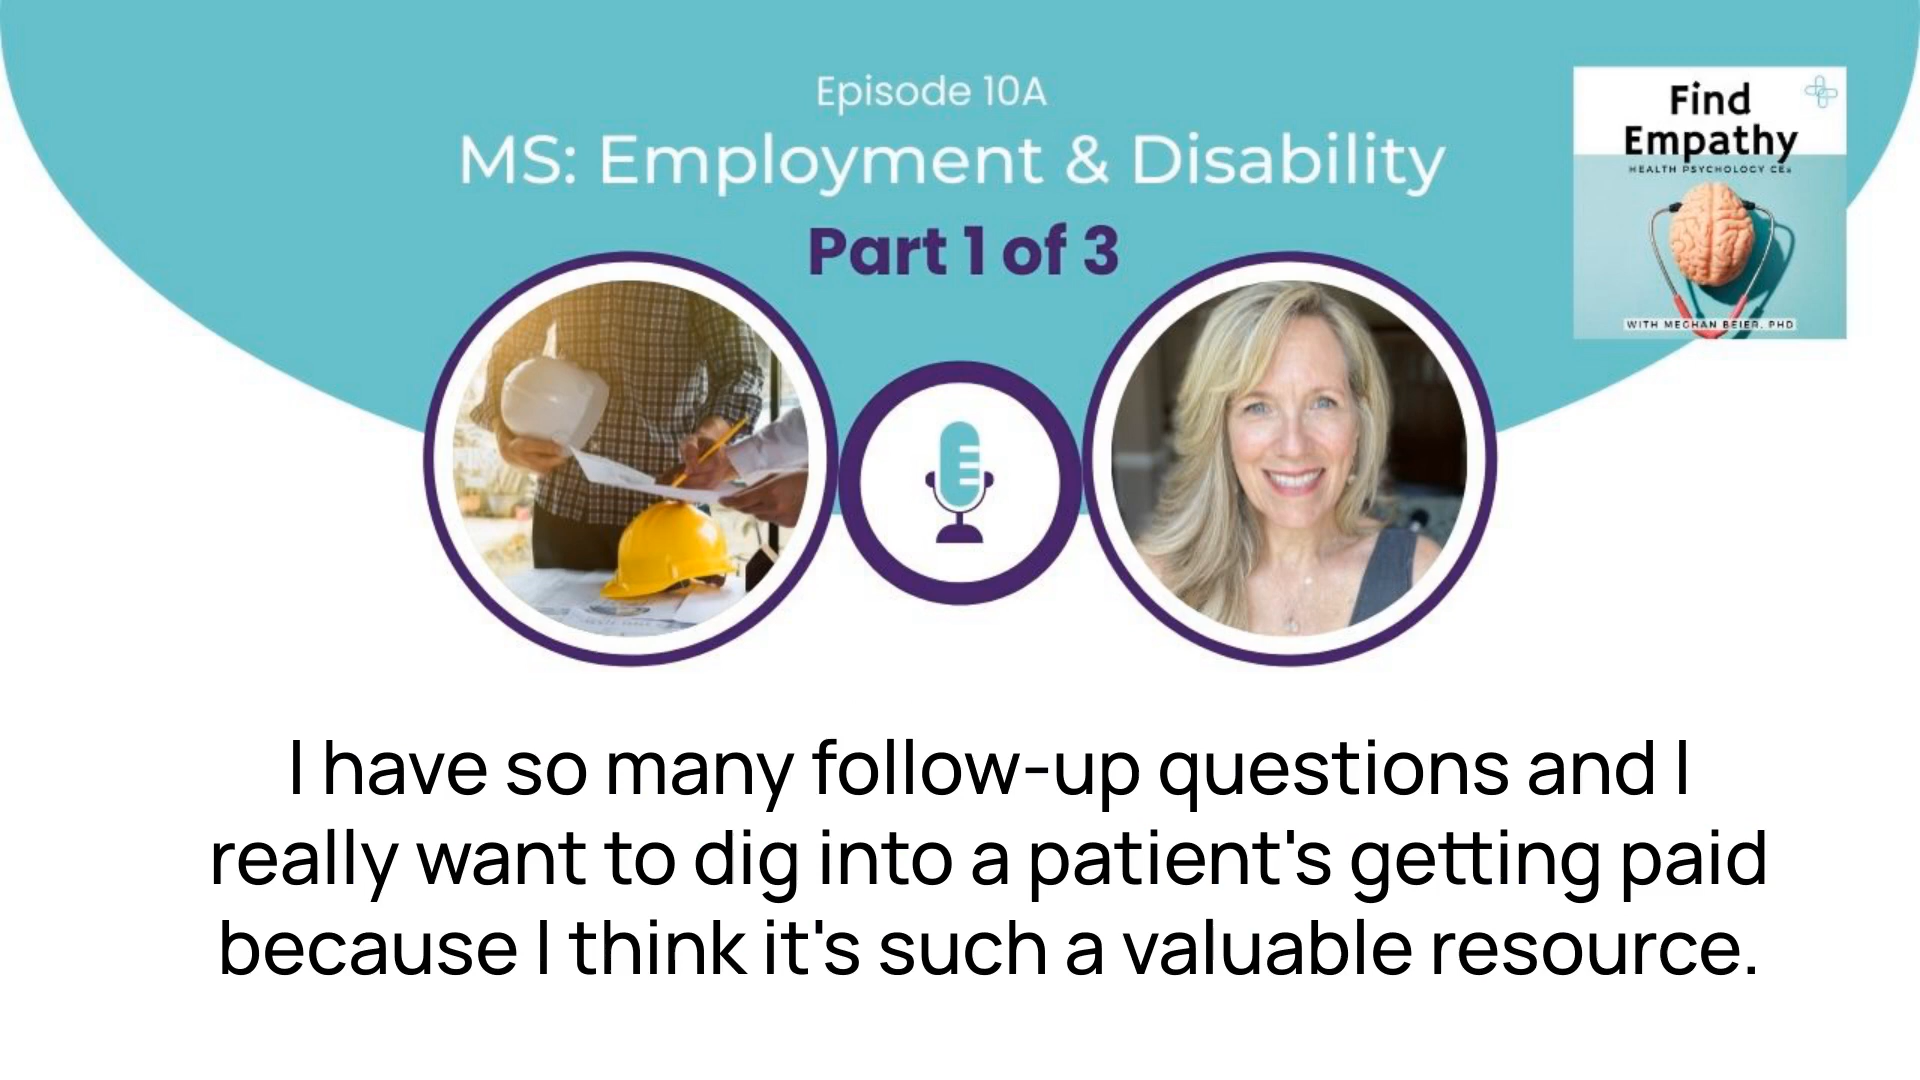 Episode 10A
MS: Employment & Disability
Part 1 of 3
Find
Empathy
HEALTH PSYCHOLOGY CEs
WITH MEGHAN BEIER, PHD
I have so many follow-up questions and I
really want to dig into a patient's getting paid
because I think it's such a valuable resource.